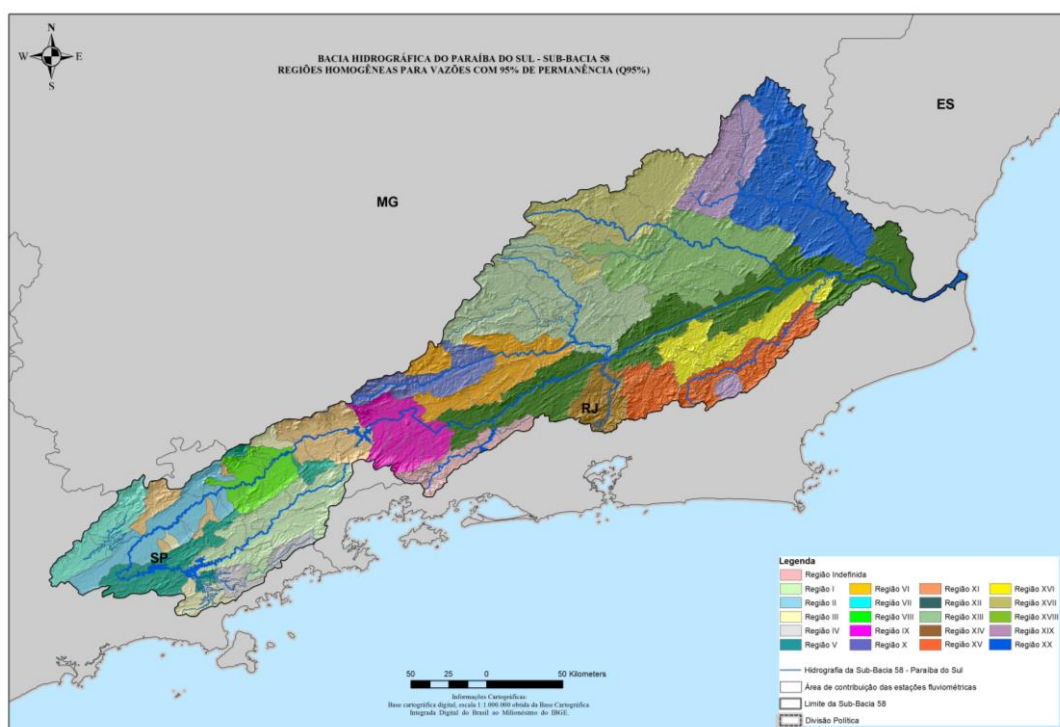 N
W E
S
BACIA HIDROGRÁFICA DO PARAÍBA DO SUL - SUB-BACIA 58
REGIÕES HOMOGÊNEAS PARA VAZÕES COM 95% DE PERMANÊNCIA (Q95%)
ES
MG
RJ
SP
Legenda
Região Indefinida
Região I Região VI Região XI Região XVI
Região II Região VII Região XII Região XVII
Região III Região VIII Região XIII Região XVIII
Região IV Região IX Região XIV Região XIX
Região V Região X Região XV Região XX
Hidrografia da Sub-Bacia 58 - Paraíba do Sul
Área de contribuição das estações fluviométricas
Limite da Sub-Bacia 58
Divisão Política
50 25 0 50 Kilometers
Informações Cartográficas:
Base cartográfica digital, escala 1:1.000.000 obtida da Base Cartográfica
Integrada Digital do Brasil ao Milionésimo do IBGE.